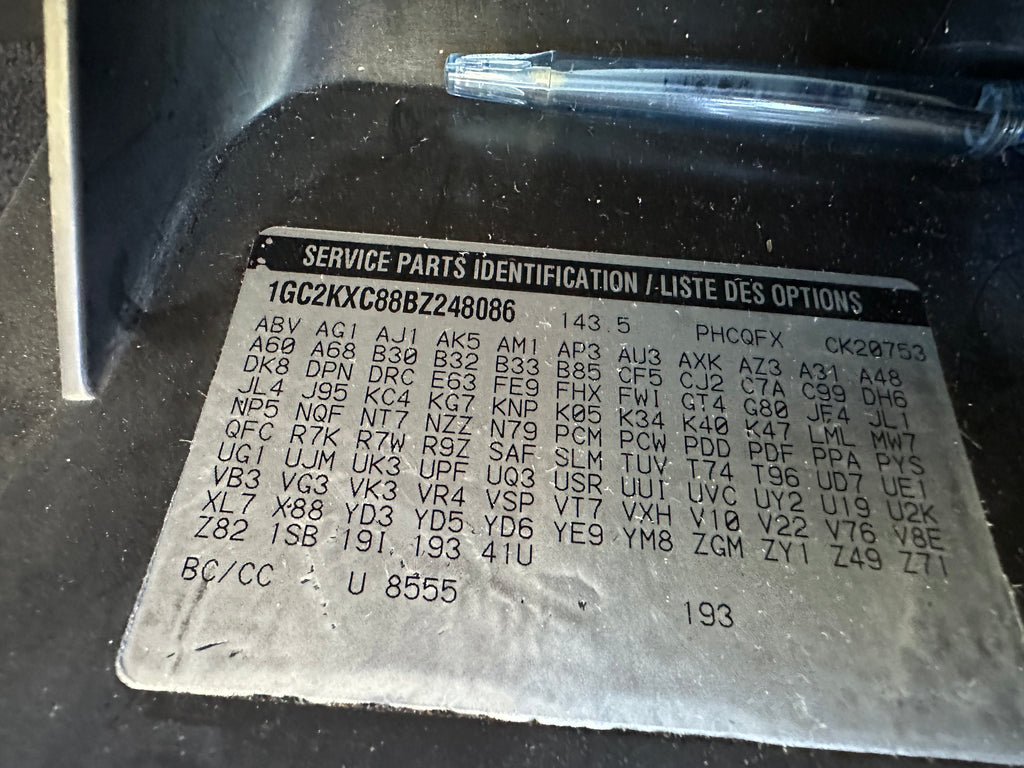 SERVICE PARTS IDENTIFICATION / LISTE DES OPTIONS
1GC2KXC88BZ248086 143.5 PHCQFX CK20753
ABV AG1 AJ1 AK5 AM1 AP3 AU3 AXK AZ3 A31 A48
A60 A68 B30 B32 B33 B85 CF5 CJ2 C7A C99 DH6
DK8 DPN DRC E63 FE9 FHX FWI GT4 G80 JF4 JL1
JL4 J95 KC4 KG7 KNP K05 K34 K40 K47 LML MW7
NP5 NQF NT7 NZZ N79 PCM PCW PDD PDF PPA PYS
QFC R7K R7W R9Z SAF SLM TUV T74 T96 UD7 UE1
UG1 UJM UK3 UPF UQ3 USR UUI UVC UY2 U19 U2K
VB3 VG3 VK3 VR4 VSP VT7 VXH V10 V22 V76 V8E
XL7 X88 YD3 YD5 YD6 YE9 YM8 ZGM ZY1 Z49 Z71
Z82 1SB 19I 193 41U
BC/CC U 8555 193